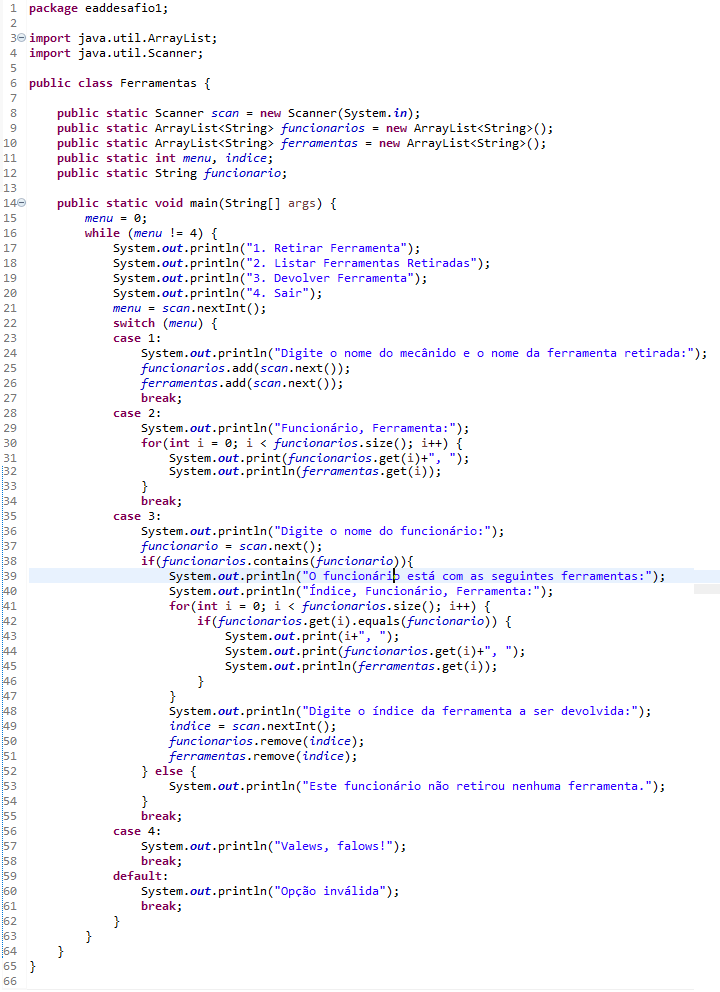 1 package eaddesafio1;
2
3 import java.util.ArrayList;
4 import java.util.Scanner;
5
6 public class Ferramentas {
7
8     public static Scanner scan = new Scanner(System.in);
9     public static ArrayList<String> funcionarios = new ArrayList<String>();
10     public static ArrayList<String> ferramentas = new ArrayList<String>();
11     public static int menu, indice;
12     public static String funcionario;
13
14     public static void main(String[] args) {
15         menu = 0;
16         while (menu != 4) {
17             System.out.println("1. Retirar Ferramenta");
18             System.out.println("2. Listar Ferramentas Retiradas");
19             System.out.println("3. Devolver Ferramenta");
20             System.out.println("4. Sair");
21             menu = scan.nextInt();
22             switch (menu) {
23             case 1:
24                 System.out.println("Digite o nome do mecânido e o nome da ferramenta retirada:");
25                 funcionarios.add(scan.next());
26                 ferramentas.add(scan.next());
27                 break;
28             case 2:
29                 System.out.println("Funcionário, Ferramenta:");
30                 for(int i = 0; i < funcionarios.size(); i++) {
31                     System.out.print(funcionarios.get(i)+", ");
32                     System.out.println(ferramentas.get(i));
33                 }
34                 break;
35             case 3:
36                 System.out.println("Digite o nome do funcionário:");
37                 funcionario = scan.next();
38                 if(funcionarios.contains(funcionario)){
39                     System.out.println("O funcionário está com as seguintes ferramentas:");
40                     System.out.println("Índice, Funcionário, Ferramenta:");
41                     for(int i = 0; i < funcionarios.size(); i++) {
42                         if(funcionarios.get(i).equals(funcionario)) {
43                             System.out.print(i+", ");
44                             System.out.print(funcionarios.get(i)+", ");
45                             System.out.println(ferramentas.get(i));
46                         }
47                     }
48                     System.out.println("Digite o índice da ferramenta a ser devolvida:");
49                     indice = scan.nextInt();
50                     funcionarios.remove(indice);
51                     ferramentas.remove(indice);
52                 } else {
53                     System.out.println("Este funcionário não retirou nenhuma ferramenta.");
54                 }
55                 break;
56             case 4:
57                 System.out.println("Valews, falows!");
58                 break;
59             default:
60                 System.out.println("Opção inválida");
61                 break;
62             }
63         }
64     }
65 }
66